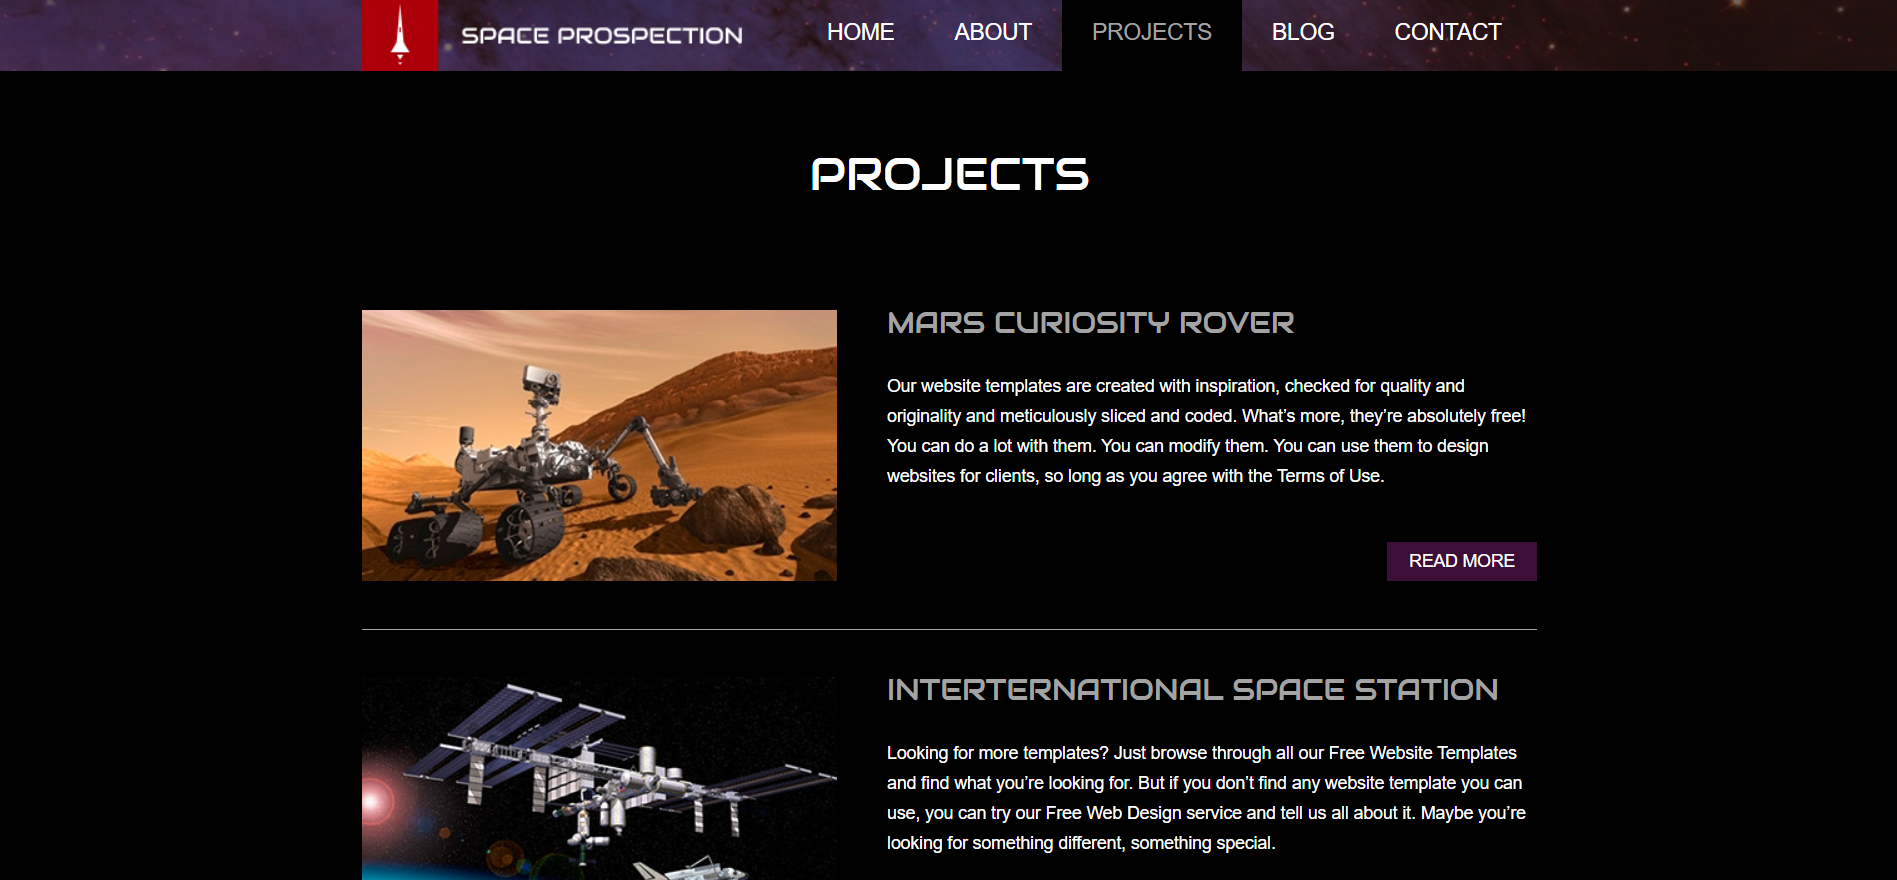 SPACE PROSPECTION
HOME
ABOUT
PROJECTS
BLOG
CONTACT
PROJECTS
MARS CURIOSITY ROVER
Our website templates are created with inspiration, checked for quality and
originality and meticulously sliced and coded. What’s more, they’re absolutely free!
You can do a lot with them. You can modify them. You can use them to design
websites for clients, so long as you agree with the Terms of Use.
READ MORE
INTERTERNATIONAL SPACE STATION
Looking for more templates? Just browse through all our Free Website Templates
and find what you’re looking for. But if you don’t find any website template you can
use, you can try our Free Web Design service and tell us all about it. Maybe you’re
looking for something different, something special.